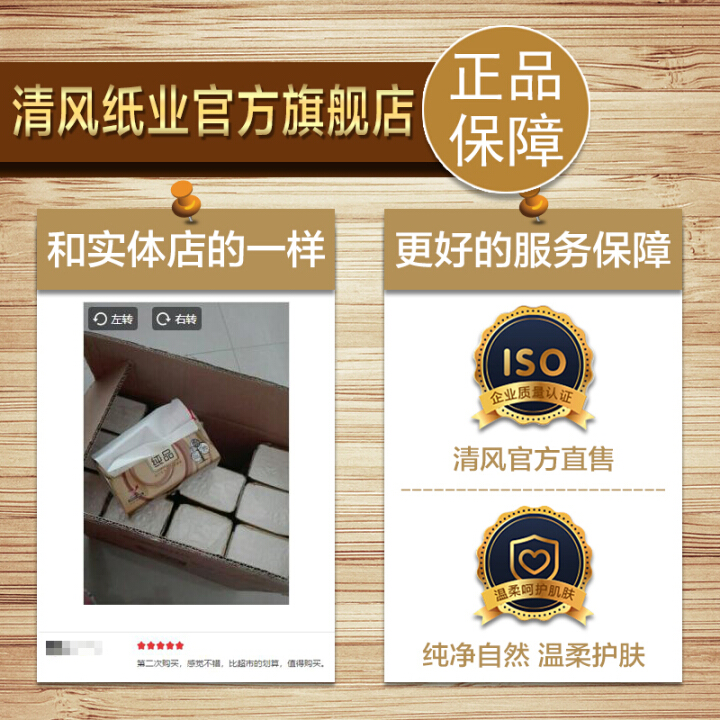 清风纸业官方旗舰店
正品
保障
和实体店的一样
左转 右转
纯品
第二次购买，感觉不错，比超市的划算，值得购买。
更好的服务保障
ISO
企业质量认证
清风官方直售
温柔呵护肌肤
纯净自然 温柔护肤